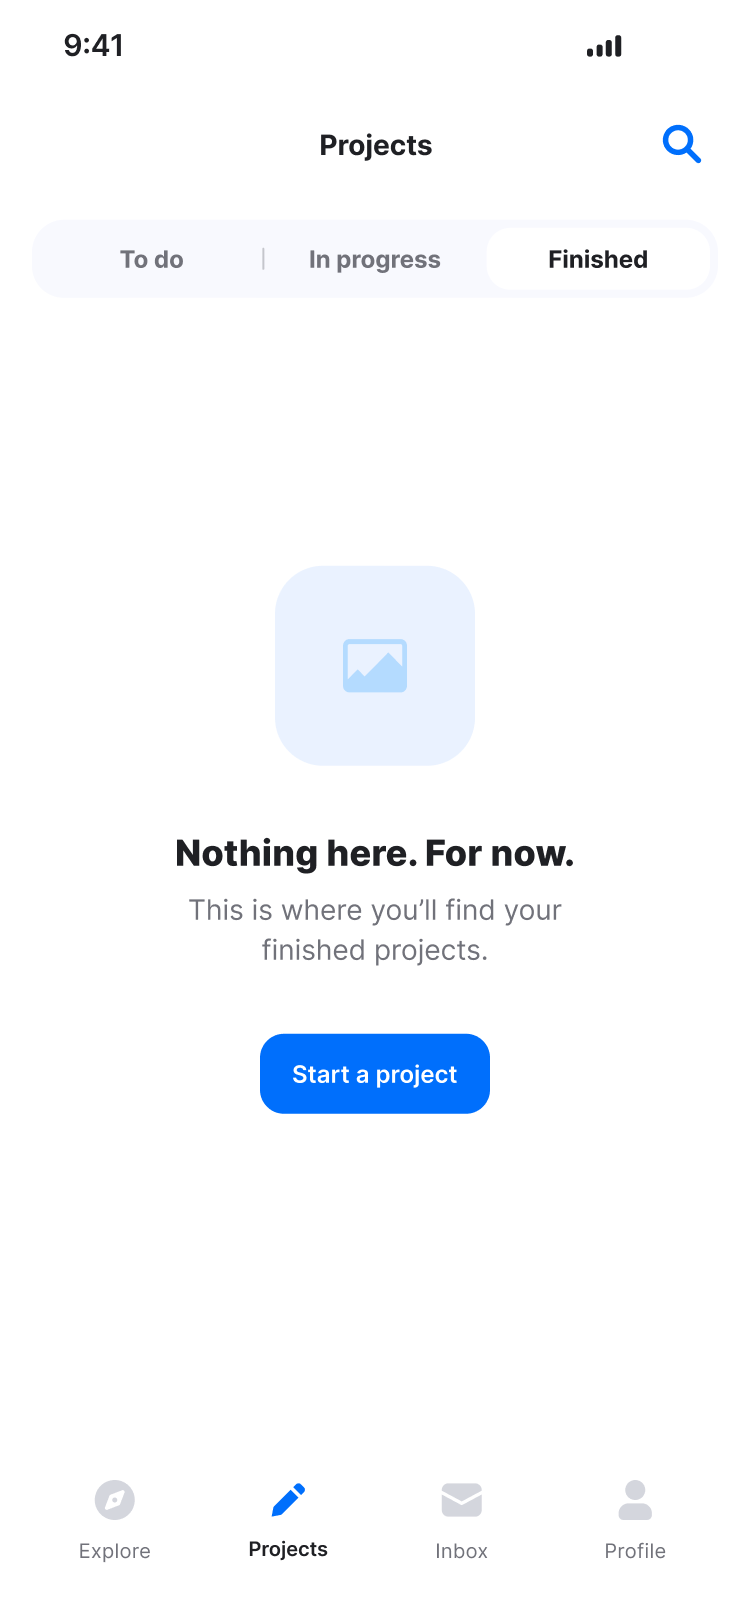 9:41
Projects
To do
In progress
Finished
Nothing here. For now.
This is where you’ll find your
finished projects.
Start a project
Explore
Projects
Inbox
Profile